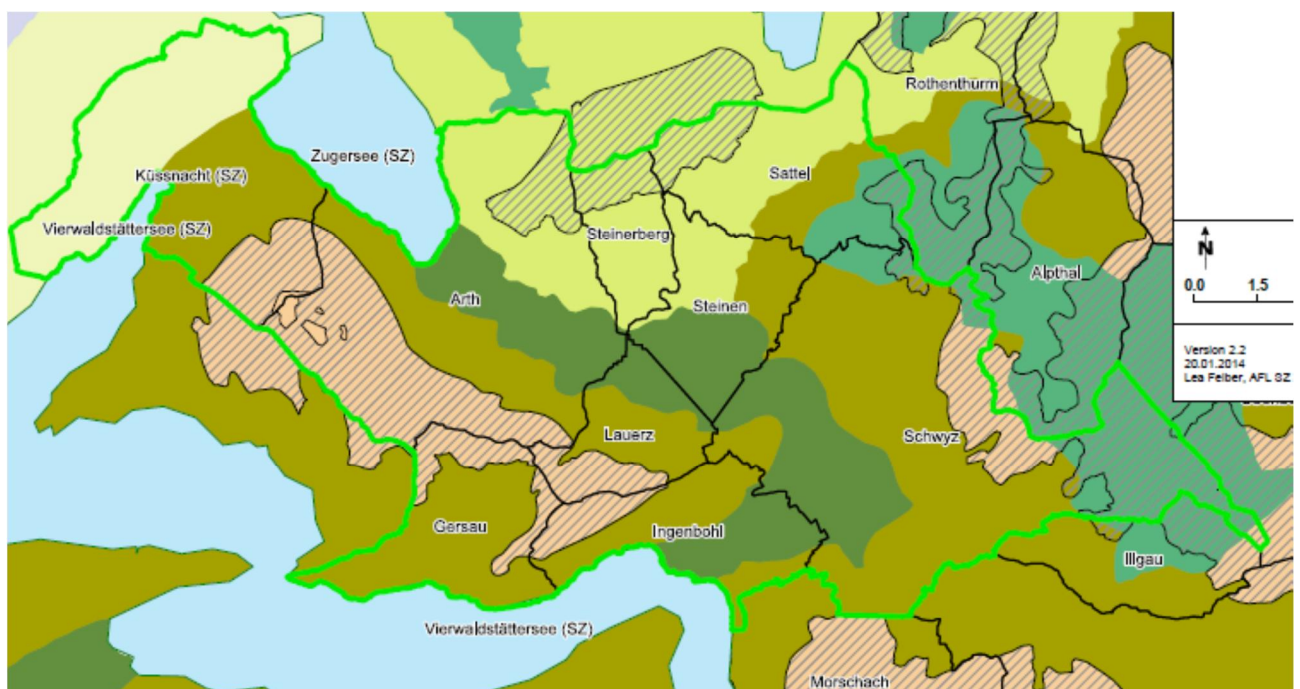 Rothenthurm
Zugersee (SZ)
Küssnacht (SZ)
Sattel
Vierwaldstättersee (SZ)
Steinerberg
N
Alpthal
0.0 1.5
Arth
Steinen
Version 2.2
20.01.2014
Lea Felber, AFL SZ
Lauerz
Schwyz
Gersau
Ingenbohl
Illgau
Vierwaldstättersee (SZ)
Morschach